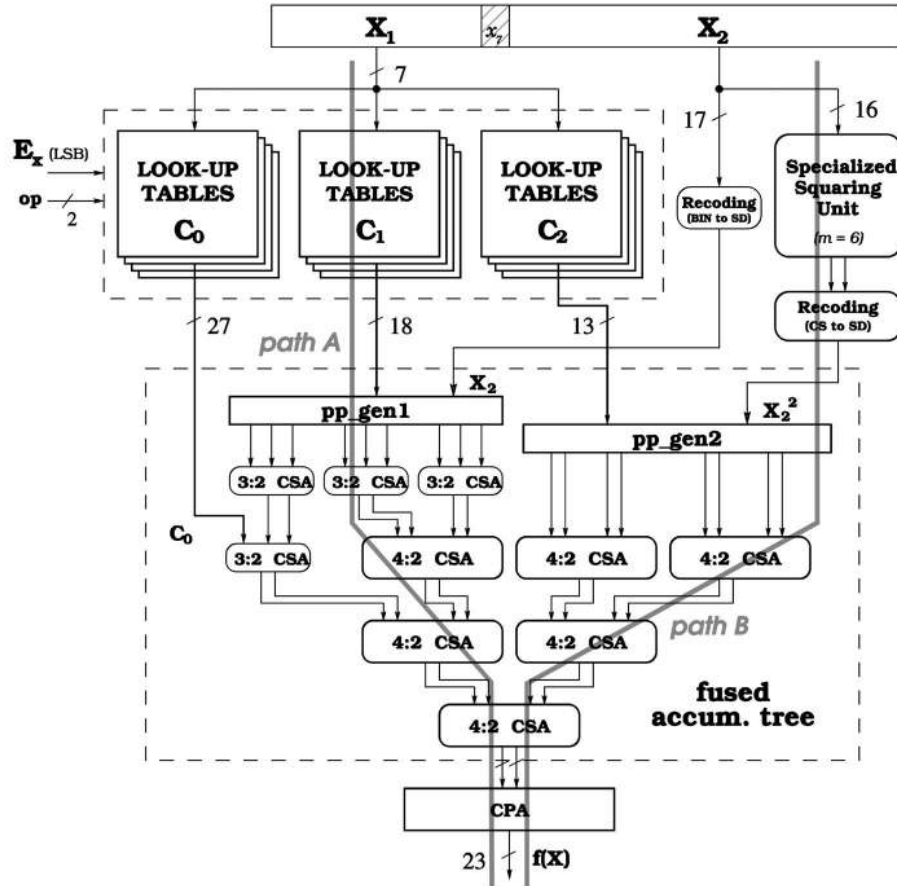 X1 x7 X2
7
17
16
Ex (LSB)
op
2
LOOK-UP
TABLES
C0
LOOK-UP
TABLES
C1
LOOK-UP
TABLES
C2
Recoding
(BIN to SD)
Specialized
Squaring
Unit
(m = 6)
Recoding
(CS to SD)
27
path A
18
13
X2
pp_gen1
X2 2
pp_gen2
3:2 CSA
3:2 CSA
3:2 CSA
C0
3:2 CSA
4:2 CSA
4:2 CSA
4:2 CSA
4:2 CSA
4:2 CSA
path B
4:2 CSA
fused
accum. tree
CPA
23
f(X)